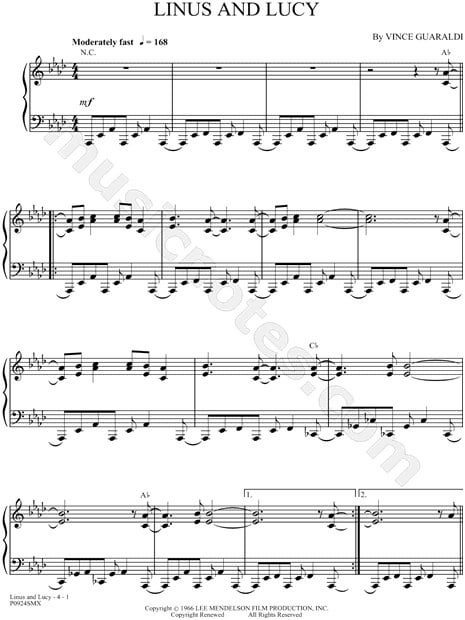 LINUS AND LUCY
By VINCE GUARALDI
Moderately fast ♩ = 168
N.C.
A♭
mf
musicnotes.com
C♭
A♭
1.
2.
Linus and Lucy - 4 - 1
P0924SMX
Copyright © 1966 LEE MENDELSON FILM PRODUCTION, INC.
Copyright Renewed
All Rights Reserved